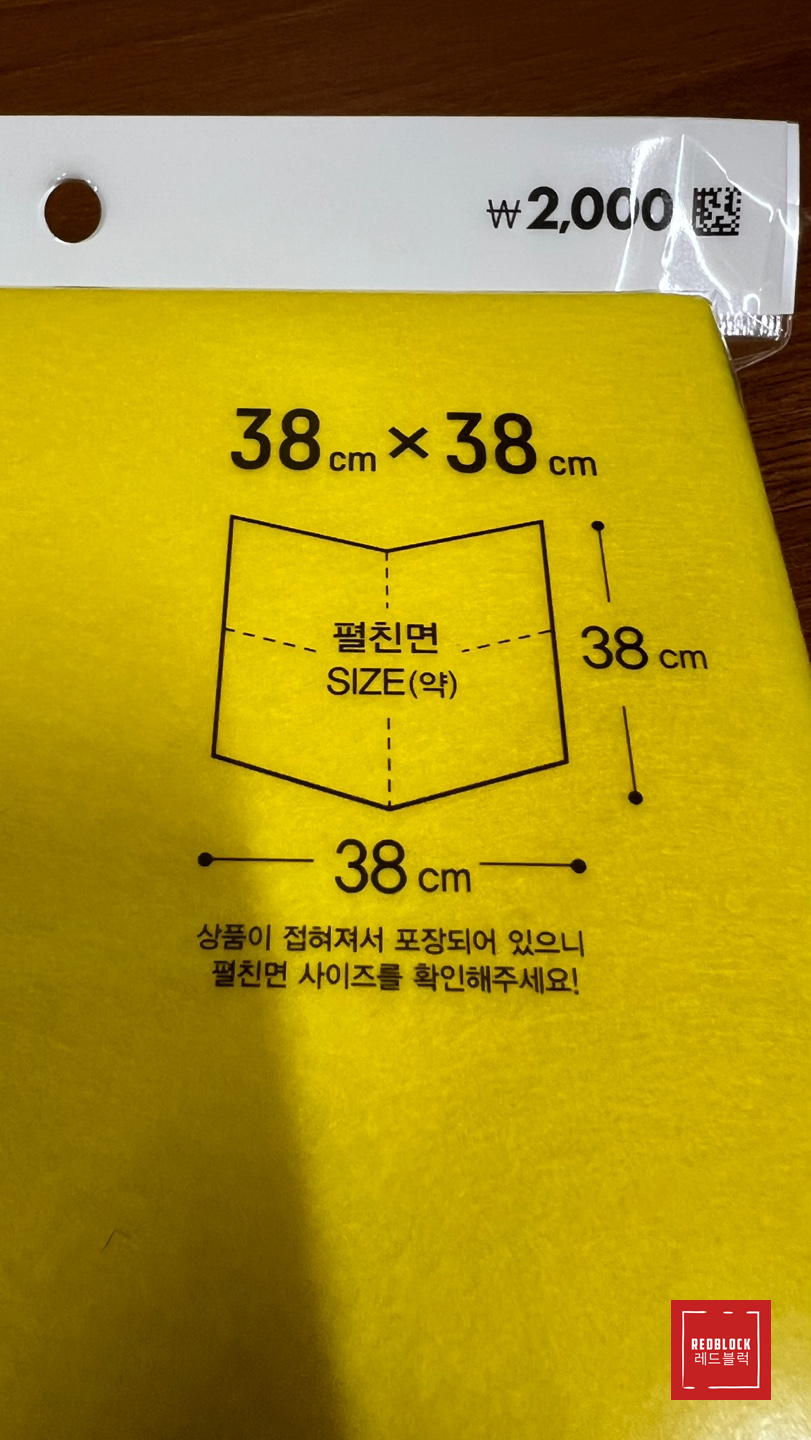 ₩2,000
38cm×38cm
펼친면
SIZE(약)
38cm
38cm
상품이 접혀져서 포장되어 있으니
펼친면 사이즈를 확인해주세요!
REDBLOCK
레드블럭